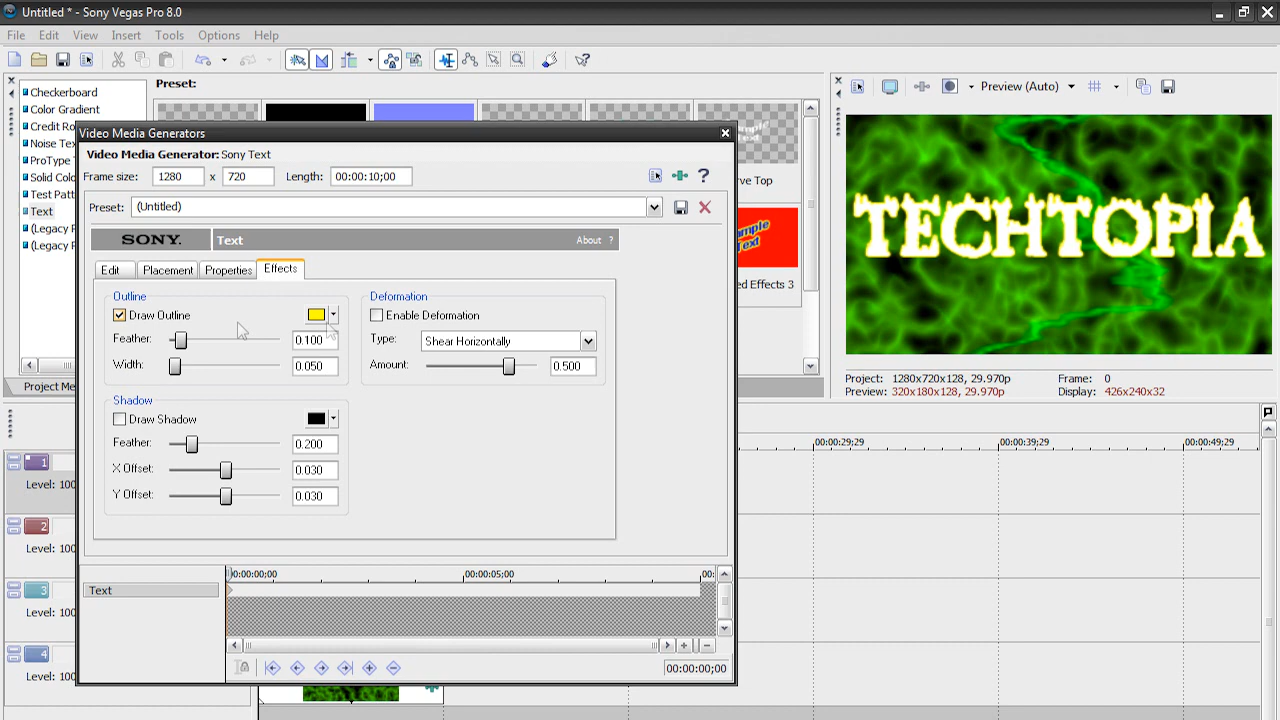 Untitled * - Sony Vegas Pro 8.0
File Edit View Insert Tools Options Help
Preview (Auto)
Checkerboard
Color Gradient
Credit Ro
Noise Tex
ProType
Solid Colo
Test Patt
Text
(Legacy F
(Legacy F
Preset:
ve Top
Text
ed Effects 3
Project Me
Video Media Generators
Video Media Generator: Sony Text
Frame size: 1280 x 720 Length: 00:00:10;00
Preset: (Untitled)
SONY. Text About ?
Edit Placement Properties Effects
Outline
Draw Outline
Feather: 0.100
Width: 0.050
Deformation
Enable Deformation
Type: Shear Horizontally
Amount: 0.500
Shadow
Draw Shadow
Feather: 0.200
X Offset: 0.030
Y Offset: 0.030
00:00:00;00 00:00:05;00 00:
Text
00:00:00;00
TECHTOPIA
Project: 1280x720x128, 29.970p Frame: 0
Preview: 320x180x128, 29.970p Display: 426x240x32
00:00:29;29 00:00:39;29 00:00:49;29
1
Level: 100
2
Level: 100
3
Level: 100
4
Level: 100